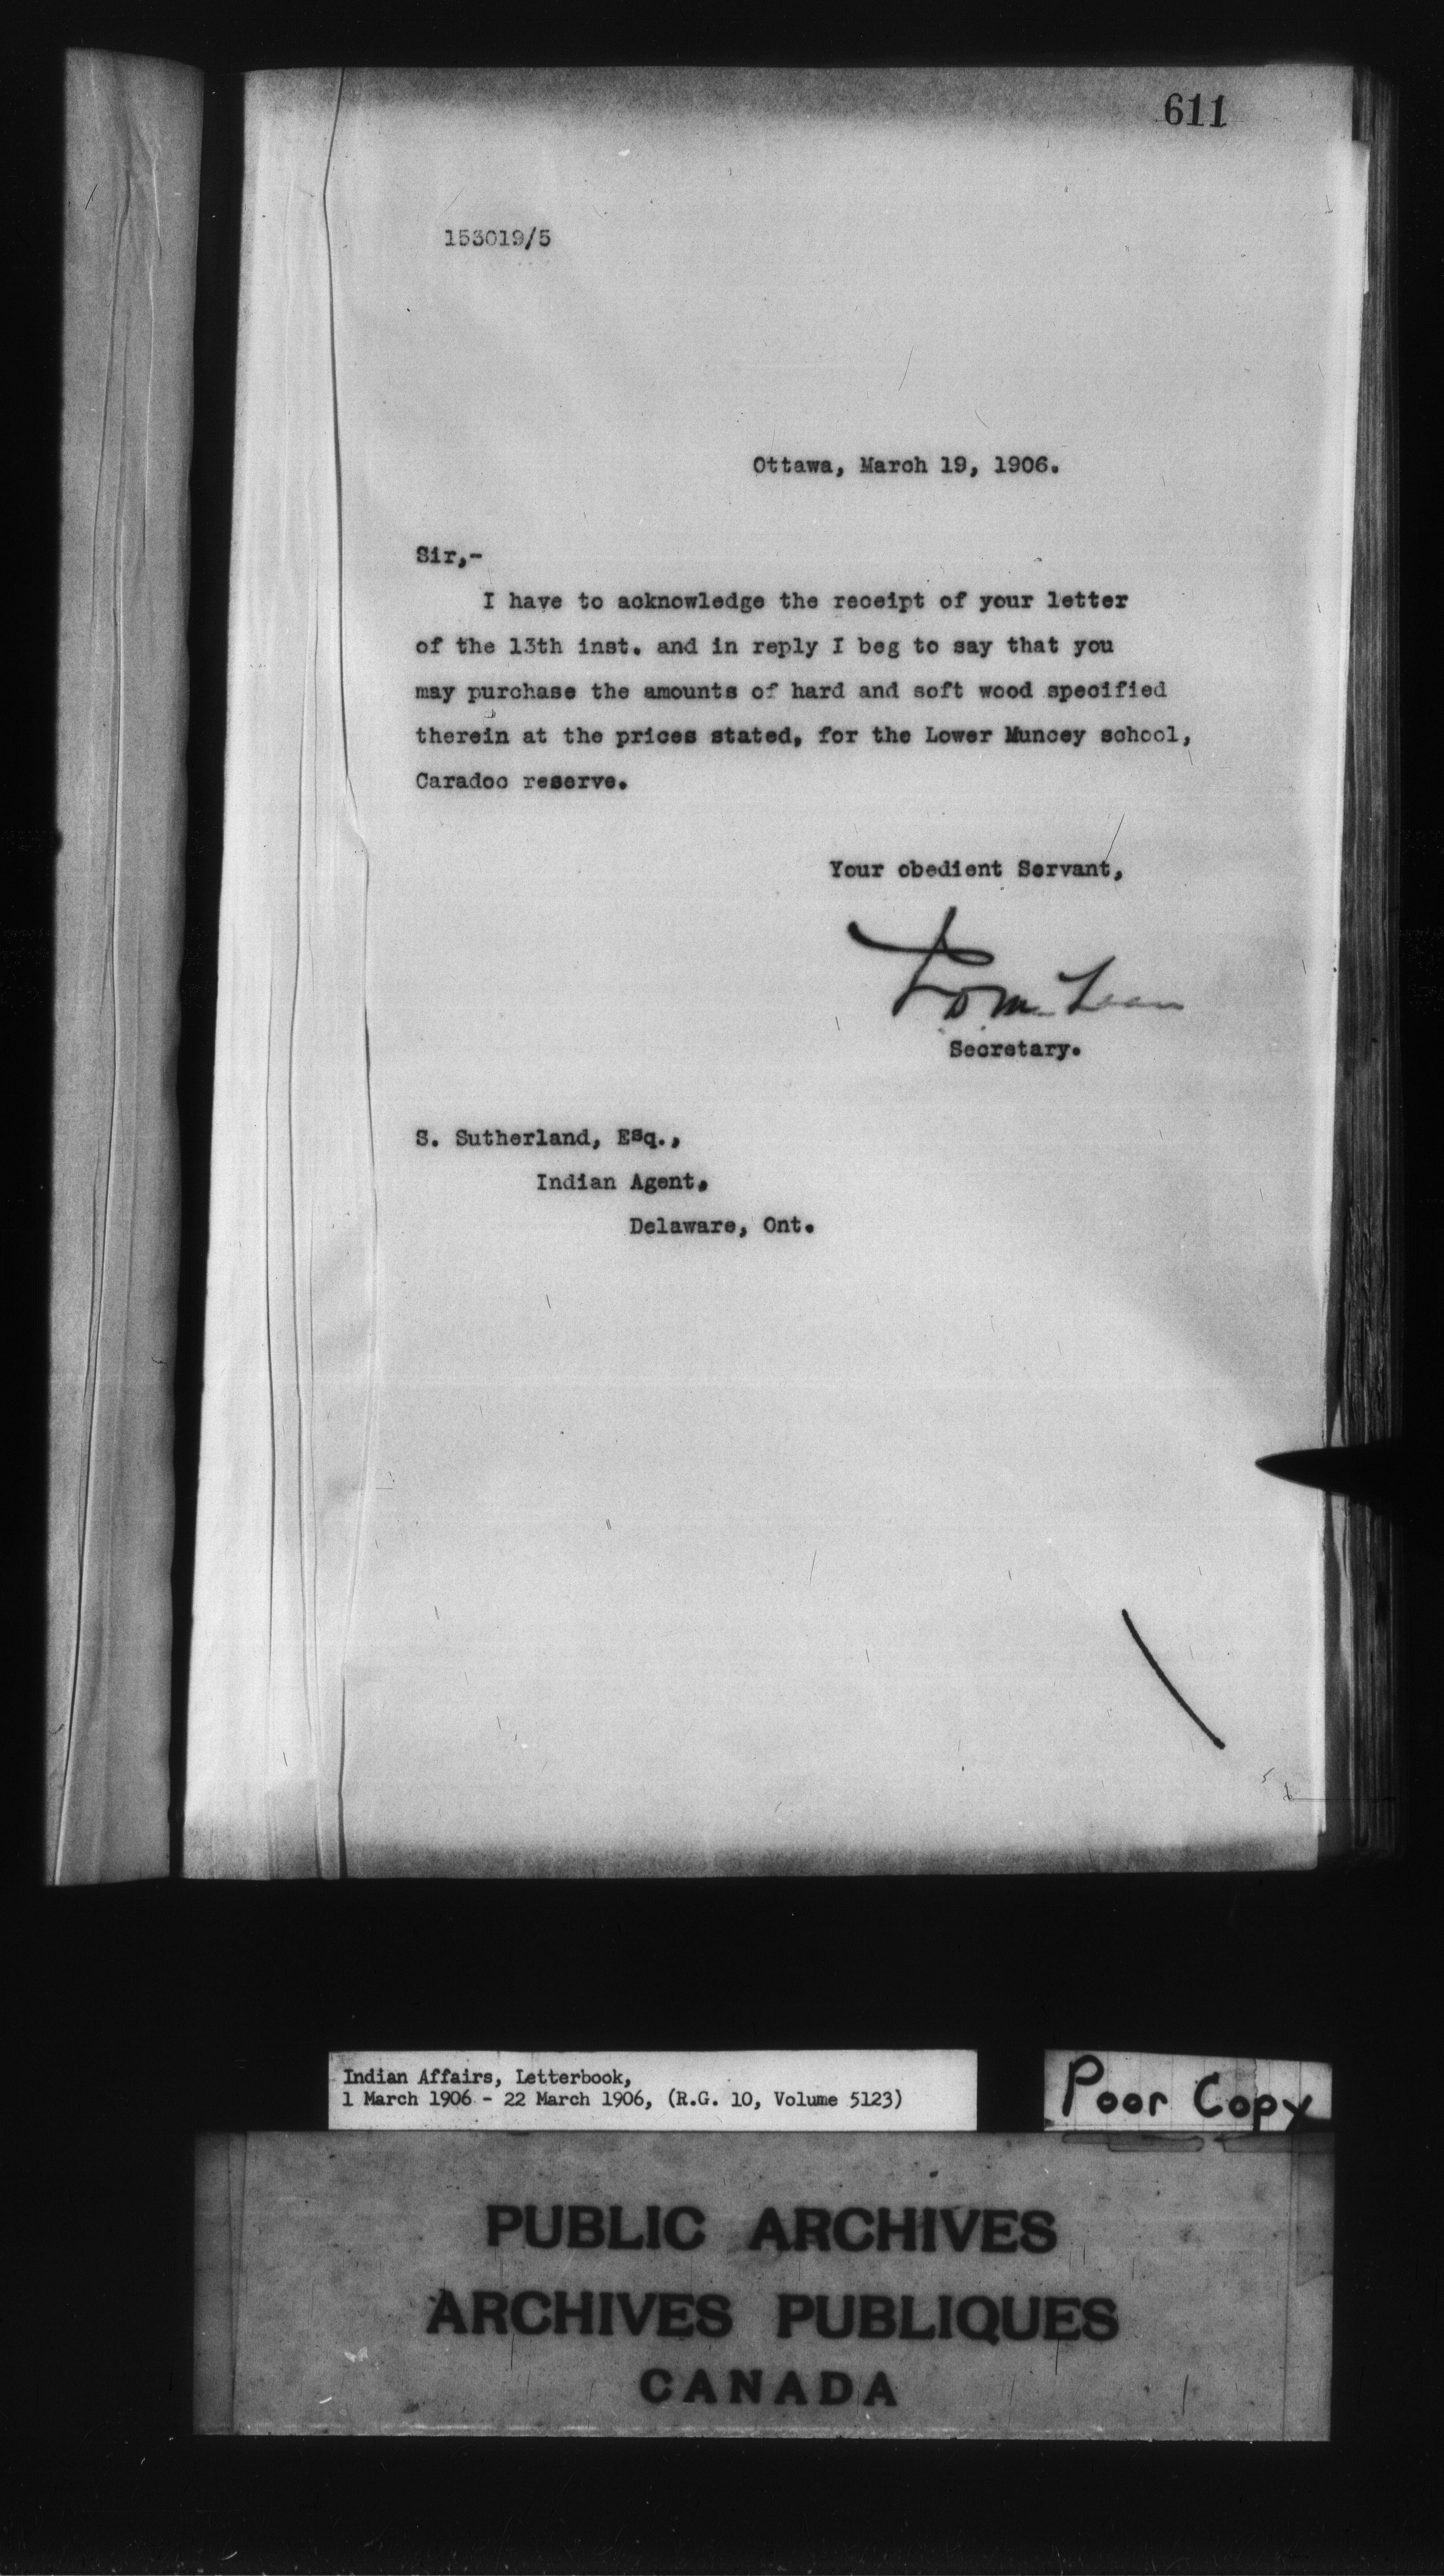 611
153019/5
Ottawa, March 19, 1906.
Sir,-
I have to acknowledge the receipt of your letter
of the 13th inst. and in reply I beg to say that you
may purchase the amounts of hard and soft wood specified
therein at the prices stated, for the Lower Muncey school,
Caradoc reserve.
Your obedient Servant,
Secretary.
S. Sutherland, Esq.,
Indian Agent,
Delaware, Ont.
Indian Affairs, Letterbook,
1 March 1906 - 22 March 1906, (R.G. 10, Volume 5123)
Poor Copy
PUBLIC ARCHIVES
ARCHIVES PUBLIQUES
CANADA